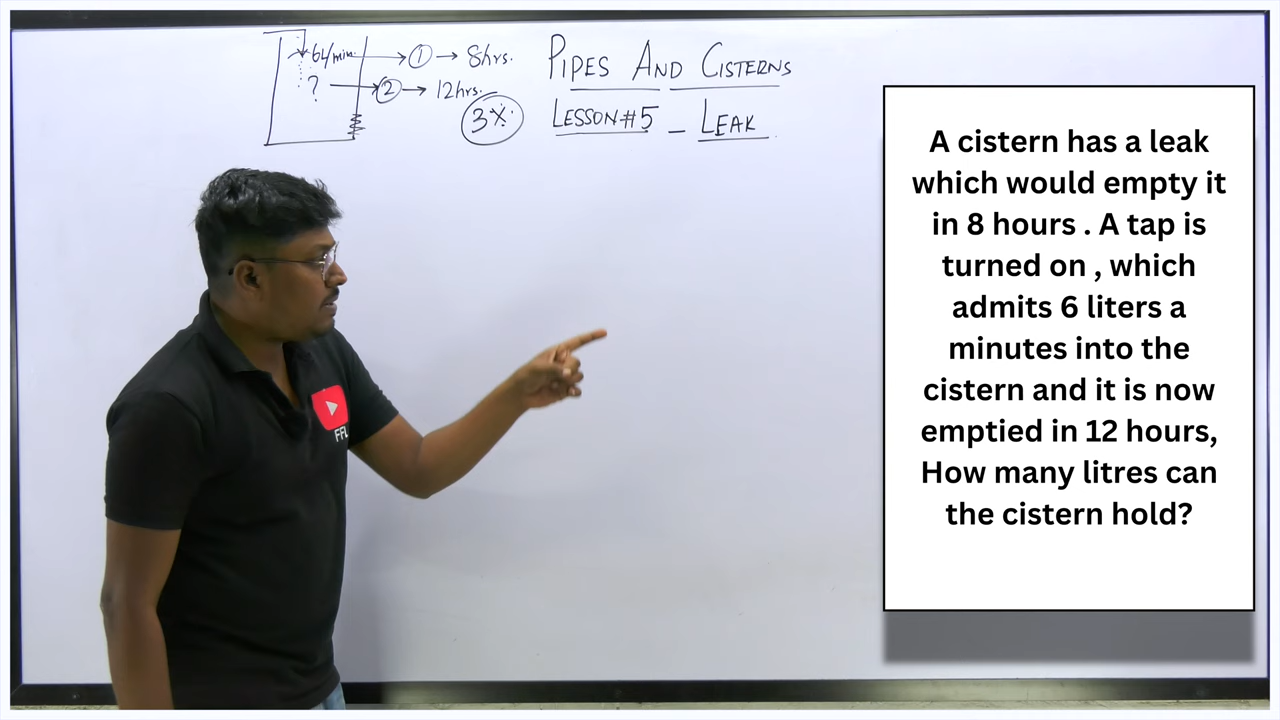 6L/min. → ① → 8hrs.
? → ② → 12hrs.
3X.
PIPES AND CISTERNS
LESSON#5 - LEAK
FFL
A cistern has a leak
which would empty it
in 8 hours . A tap is
turned on , which
admits 6 liters a
minutes into the
cistern and it is now
emptied in 12 hours,
How many litres can
the cistern hold?